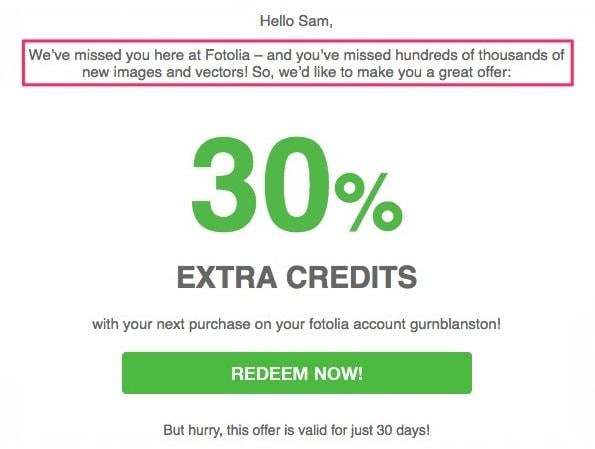 Hello Sam,
We've missed you here at Fotolia – and you've missed hundreds of thousands of
new images and vectors! So, we'd like to make you a great offer:
30%
EXTRA CREDITS
with your next purchase on your fotolia account gurnblanston!
REDEEM NOW!
But hurry, this offer is valid for just 30 days!